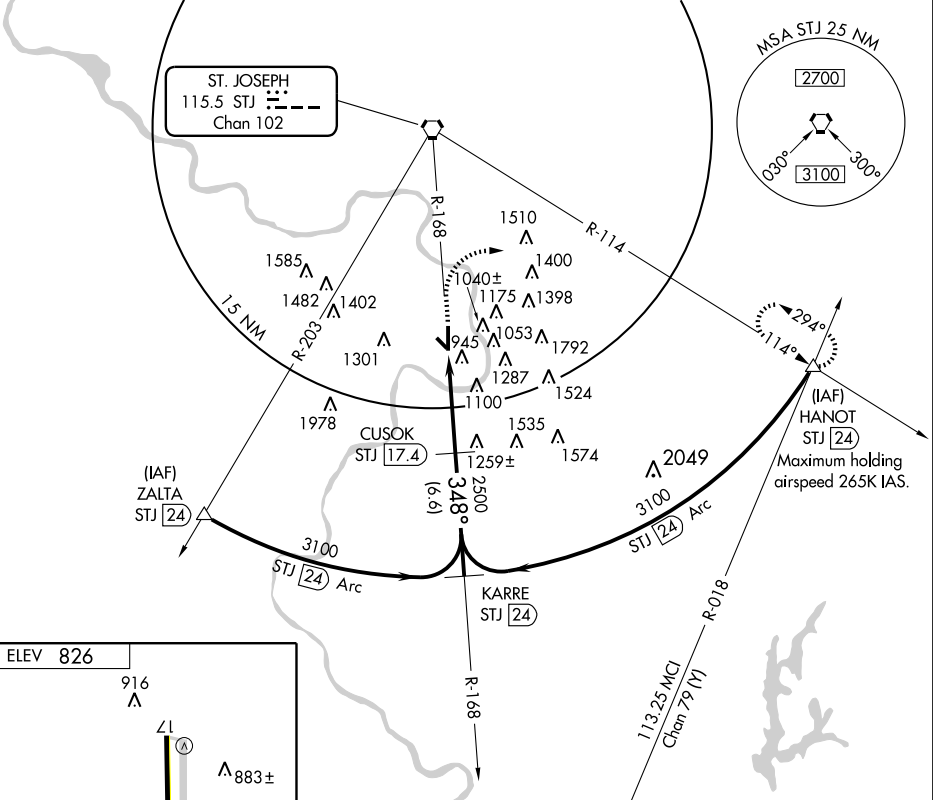 MSA STJ 25 NM
2700
030°
300°
3100
ST. JOSEPH
115.5 STJ
Chan 102
R-168
R-114
R-203
15 NM
1510
1585
1400
1040±
1482
1402
1175
1398
1053
945
1792
1301
1287
1524
1100
1978
294°
114°
(IAF)
HANOT
STJ 24
Maximum holding
airspeed 265K IAS.
CUSOK
STJ 17.4
1535
1574
1259±
2049
348°
2500
(6.6)
(IAF)
ZALTA
STJ 24
3100
STJ 24 Arc
3100
STJ 24 Arc
KARRE
STJ 24
R-168
R-018
113.25 MCI
Chan 79 (Y)
ELEV 826
916
17
V
883±